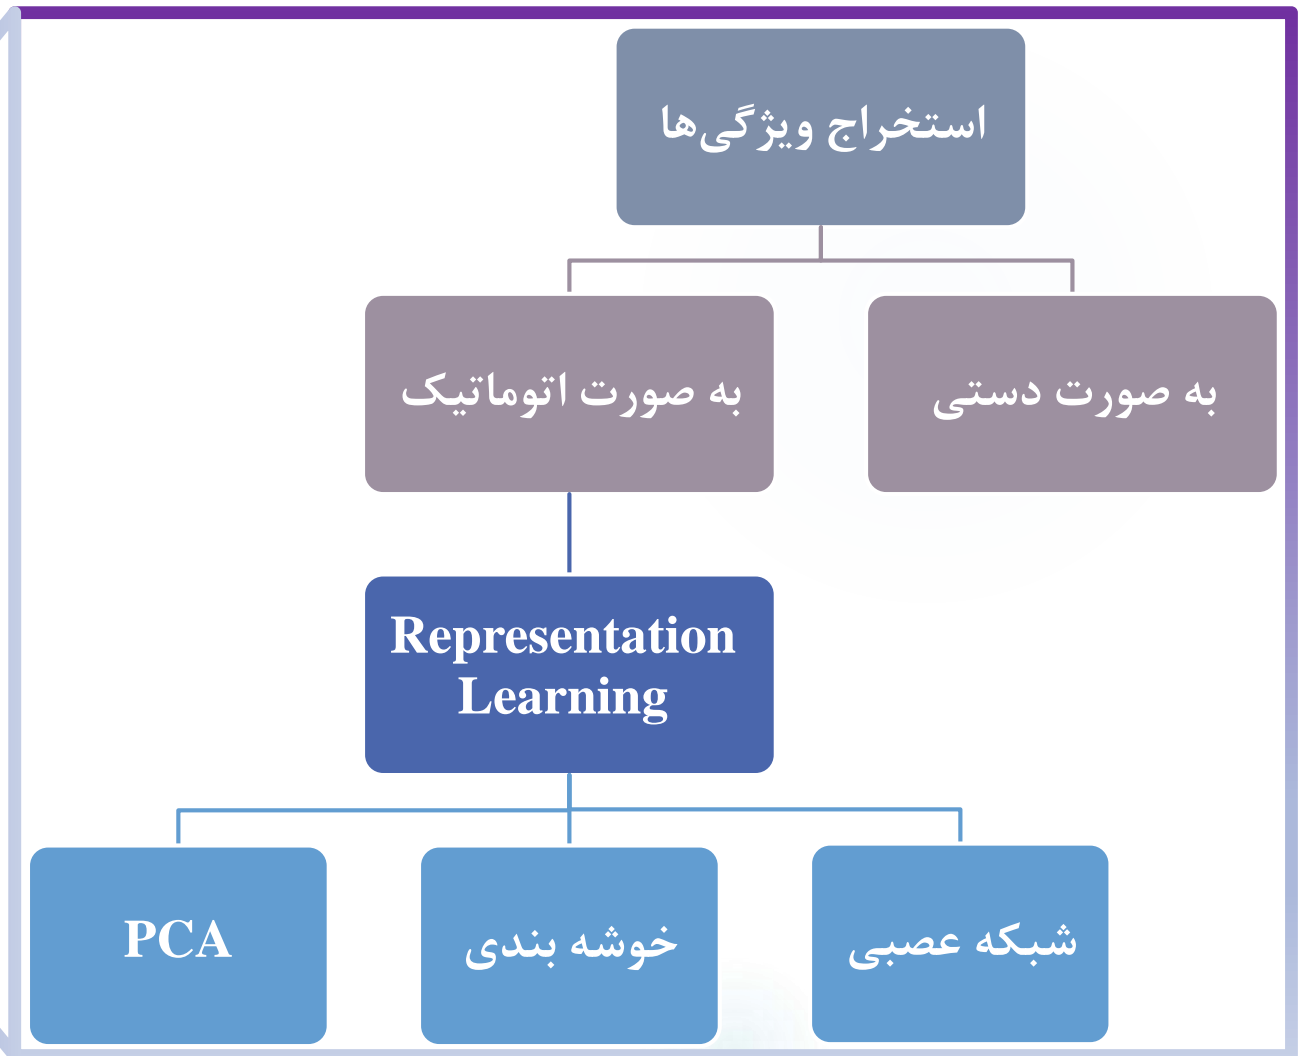 استخراج ویژگی‌ها
به صورت دستی
به صورت اتوماتیک
Representation
Learning
شبکه عصبی
خوشه بندی
PCA